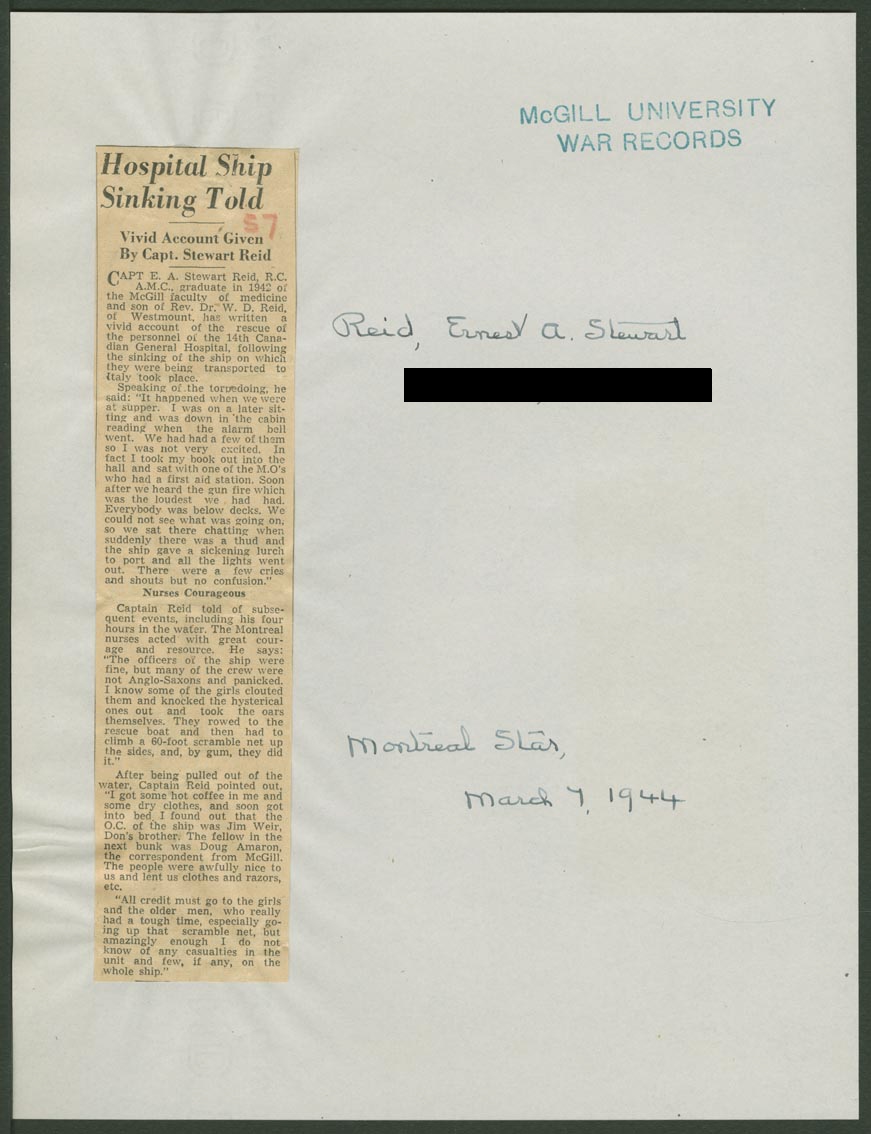 McGILL UNIVERSITY
WAR RECORDS
Hospital Ship
Sinking Told
57
Vivid Account Given
By Capt. Stewart Reid
CAPT E. A. Stewart Reid, R.C.
A.M.C., graduate in 1942 of
the McGill faculty of medicine
and son of Rev. Dr. W. D. Reid,
of Westmount, has written a
vivid account of the rescue of
the personnel of the 14th Cana-
dian General Hospital, following
the sinking of the ship on which
they were being transported to
Italy took place.
Speaking of the torpedoing, he
said: "It happened when we were
at supper. I was on a later sit-
ting and was down in the cabin
reading when the alarm bell
went. We had had a few of them
so I was not very excited. In
fact I took my book out into the
hall and sat with one of the M.O's
who had a first aid station. Soon
after we heard the gun fire which
was the loudest we had had.
Everybody was below decks. We
could not see what was going on,
so we sat there chatting when
suddenly there was a thud and
the ship gave a sickening lurch
to port and all the lights went
out. There were a few cries
and shouts but no confusion."
Nurses Courageous
Captain Reid told of subse-
quent events, including his four
hours in the water. The Montreal
nurses acted with great cour-
age and resource. He says:
"The officers of the ship were
fine, but many of the crew were
not Anglo-Saxons and panicked.
I know some of the girls clouted
them and knocked the hysterical
ones out and took the oars
themselves. They rowed to the
rescue boat and then had to
climb a 60-foot scramble net up
the sides, and, by gum, they did
it."
After being pulled out of the
water, Captain Reid pointed out,
"I got some hot coffee in me and
some dry clothes, and soon got
into bed. I found out that the
O.C. of the ship was Jim Weir,
Don's brother. The fellow in the
next bunk was Doug Amaron,
the correspondent from McGill.
The people were awfully nice to
us and lent us clothes and razors,
etc.
"All credit must go to the girls
and the older men, who really
had a tough time, especially go-
ing up that scramble net, but
amazingly enough I do not
know of any casualties in the
unit and few, if any, on the
whole ship."
Reid, Ernest A. Stewart
Montreal Star,
March 7, 1944